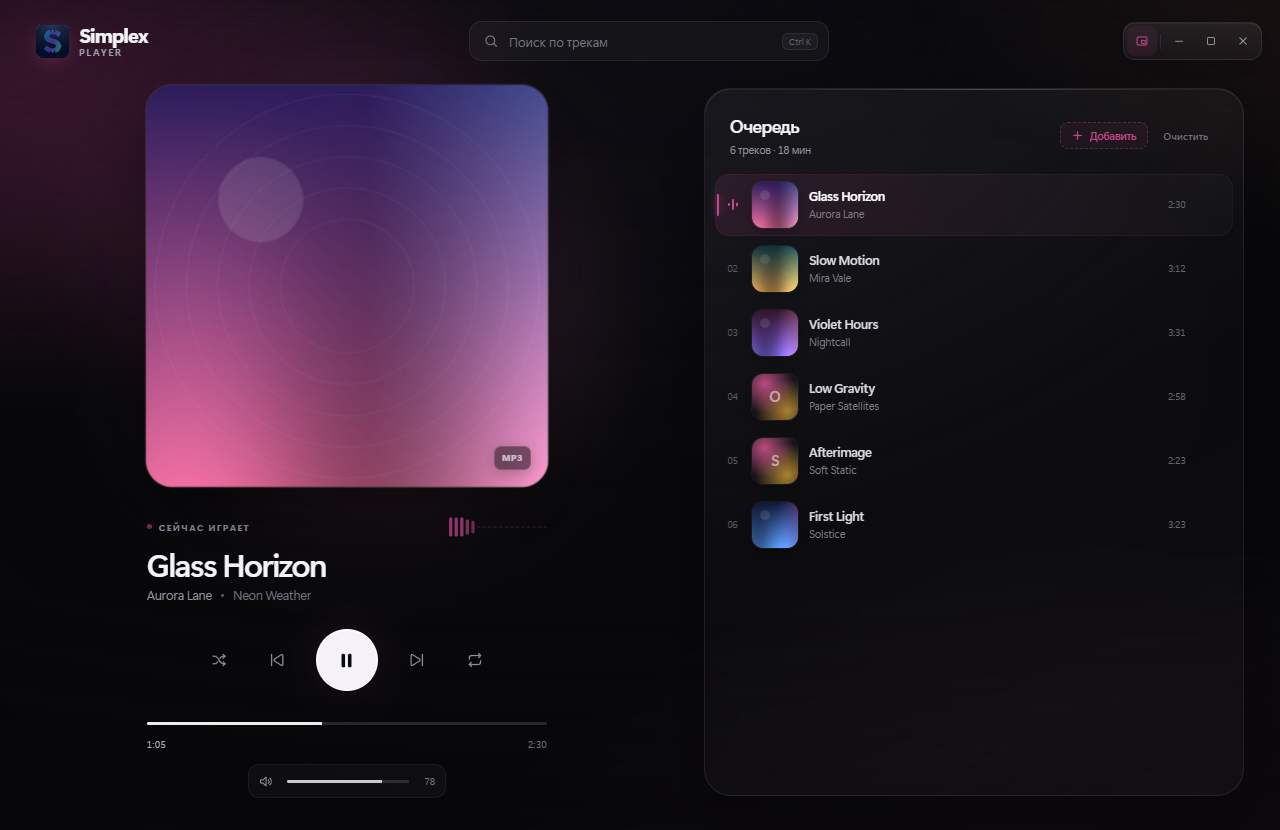 Simplex
PLAYER
Поиск по трекам
Ctrl K
MP3
СЕЙЧАС ИГРАЕТ
Glass Horizon
Aurora Lane • Neon Weather
1:05
2:30
78
Очередь
6 треков · 18 мин
+ Добавить
Очистить
Glass Horizon
Aurora Lane
2:30
02
Slow Motion
Mira Vale
3:12
03
Violet Hours
Nightcall
3:31
04
O
Low Gravity
Paper Satellites
2:58
05
S
Afterimage
Soft Static
2:23
06
First Light
Solstice
3:23